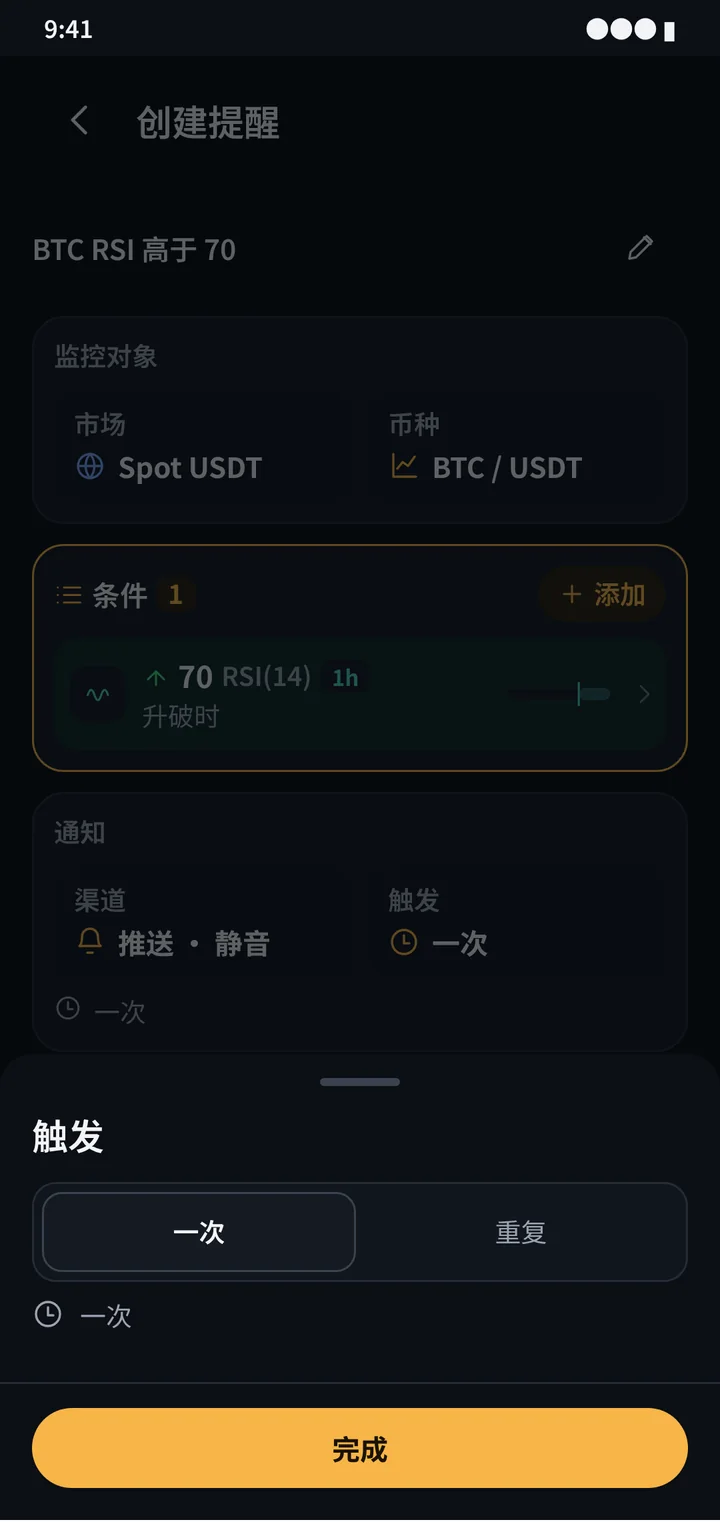 9:41
创建提醒
BTC RSI 高于 70
监控对象
市场
币种
Spot USDT
BTC / USDT
条件 1
+ 添加
70 RSI(14) 1h
升破时
通知
渠道
触发
推送 • 静音
一次
一次
触发
一次
重复
一次
完成